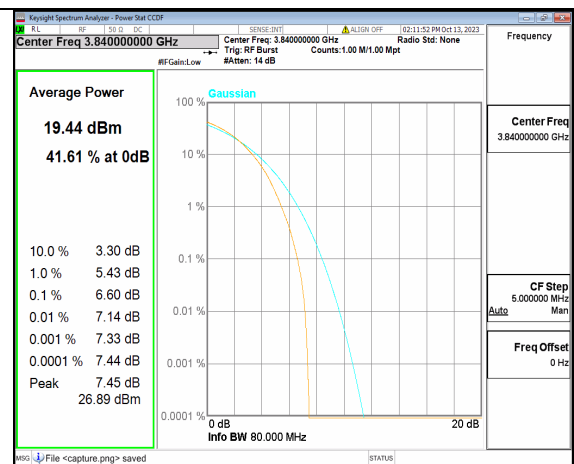 Keysight Spectrum Analyzer - Power Stat CCDF
RL RF 50 Ω DC SENSE:INT ALIGN OFF 02:11:52 PM Oct 13, 2023
Center Freq 3.840000000 GHz
Center Freq: 3.840000000 GHz Radio Std: None
Trig: RF Burst Counts:1.00 M/1.00 Mpt
#IFGain:Low #Atten: 14 dB
Frequency
Average Power
19.44 dBm
41.61 % at 0dB
10.0 % 3.30 dB
1.0 % 5.43 dB
0.1 % 6.60 dB
0.01 % 7.14 dB
0.001 % 7.33 dB
0.0001 % 7.44 dB
Peak 7.45 dB
26.89 dBm
Gaussian
100 %
10 %
1 %
0.1 %
0.01 %
0.001 %
0.0001 %
0 dB 20 dB
Info BW 80.000 MHz
Center Freq
3.840000000 GHz
CF Step
5.000000 MHz
Auto Man
Freq Offset
0 Hz
MSG File <capture.png> saved STATUS